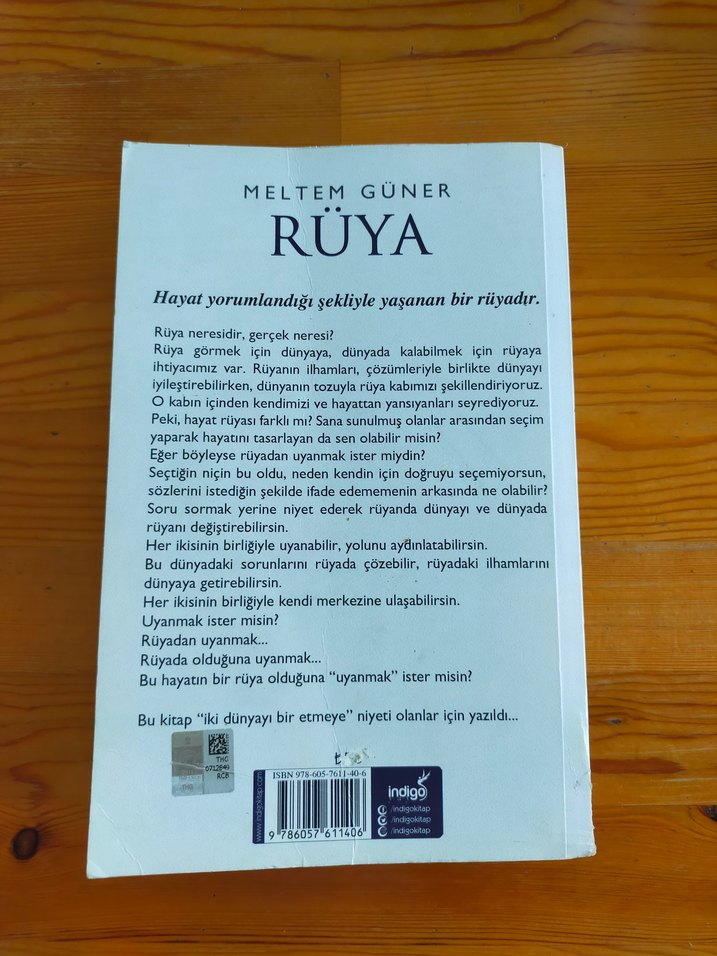 MELTEM GÜNER
RÜYA
Hayat yorumlandığı şekliyle yaşanan bir rüyadır.
Rüya neresidir, gerçek neresi?
Rüya görmek için dünyaya, dünyada kalabilmek için rüyaya
ihtiyacımız var. Rüyanın ilhamları, çözümleriyle birlikte dünyayı
iyileştirebilirken, dünyanın tozuyla rüya kabımızı şekillendiriyoruz.
O kabın içinden kendimizi ve hayattan yansıyanları seyrediyoruz.
Peki, hayat rüyası farklı mı? Sana sunulmuş olanlar arasından seçim
yaparak hayatını tasarlayan da sen olabilir misin?
Eğer böyleyse rüyadan uyanmak ister miydin?
Seçtiğin niçin bu oldu, neden kendin için doğruyu seçemiyorsun,
sözlerini istediğin şekilde ifade edememenin arkasında ne olabilir?
Soru sormak yerine niyet ederek rüyanda dünyayı ve dünyada
rüyanı değiştirebilirsin.
Her ikisinin birliğiyle uyanabilir, yolunu aydınlatabilirsin.
Bu dünyadaki sorunlarını rüyada çözebilir, rüyadaki ilhamlarını
dünyaya getirebilirsin.
Her ikisinin birliğiyle kendi merkezine ulaşabilirsin.
Uyanmak ister misin?
Rüyadan uyanmak...
Rüyada olduğuna uyanmak...
Bu hayatın bir rüya olduğuna “uyanmak” ister misin?
Bu kitap “iki dünyayı bir etmeye” niyeti olanlar için yazıldı...
THG
0712849
RCB
THG
www.indigokitap.com
ISBN 978-605-7611-40-6
9 786057 611406
indigo
/indigokitap
/indigokitap
/indigokitap